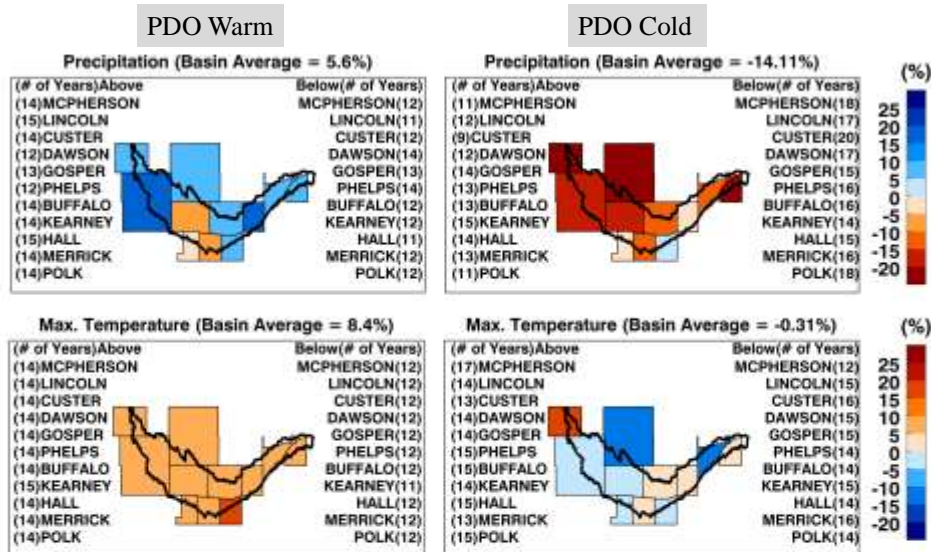 PDO Warm
PDO Cold
Precipitation (Basin Average = 5.6%)
(# of Years)Above Below(# of Years)
(14)MCPHERSON MCPHERSON(12)
(15)LINCOLN LINCOLN(11)
(14)CUSTER CUSTER(12)
(12)DAWSON DAWSON(14)
(13)GOSPER GOSPER(13)
(12)PHELPS PHELPS(14)
(14)BUFFALO BUFFALO(12)
(14)KEARNEY KEARNEY(12)
(15)HALL HALL(11)
(14)MERRICK MERRICK(12)
(14)POLK POLK(12)
Precipitation (Basin Average = -14.11%)
(# of Years)Above Below(# of Years)
(11)MCPHERSON MCPHERSON(18)
(12)LINCOLN LINCOLN(17)
(9)CUSTER CUSTER(20)
(12)DAWSON DAWSON(17)
(14)GOSPER GOSPER(15)
(13)PHELPS PHELPS(16)
(13)BUFFALO BUFFALO(16)
(15)KEARNEY KEARNEY(14)
(14)HALL HALL(15)
(13)MERRICK MERRICK(16)
(11)POLK POLK(18)
(%)
25
20
15
10
5
0
-5
-10
-15
-20
Max. Temperature (Basin Average = 8.4%)
(# of Years)Above Below(# of Years)
(14)MCPHERSON MCPHERSON(12)
(14)LINCOLN LINCOLN(12)
(14)CUSTER CUSTER(12)
(14)DAWSON DAWSON(12)
(14)GOSPER GOSPER(12)
(14)PHELPS PHELPS(12)
(14)BUFFALO BUFFALO(12)
(15)KEARNEY KEARNEY(11)
(14)HALL HALL(12)
(14)MERRICK MERRICK(12)
(14)POLK POLK(12)
Max. Temperature (Basin Average = -0.31%)
(# of Years)Above Below(# of Years)
(17)MCPHERSON MCPHERSON(12)
(14)LINCOLN LINCOLN(15)
(13)CUSTER CUSTER(16)
(14)DAWSON DAWSON(15)
(14)GOSPER GOSPER(15)
(15)PHELPS PHELPS(14)
(15)BUFFALO BUFFALO(14)
(14)KEARNEY KEARNEY(15)
(15)HALL HALL(14)
(13)MERRICK MERRICK(16)
(15)POLK POLK(14)
(%)
25
20
15
10
5
0
-5
-10
-15
-20